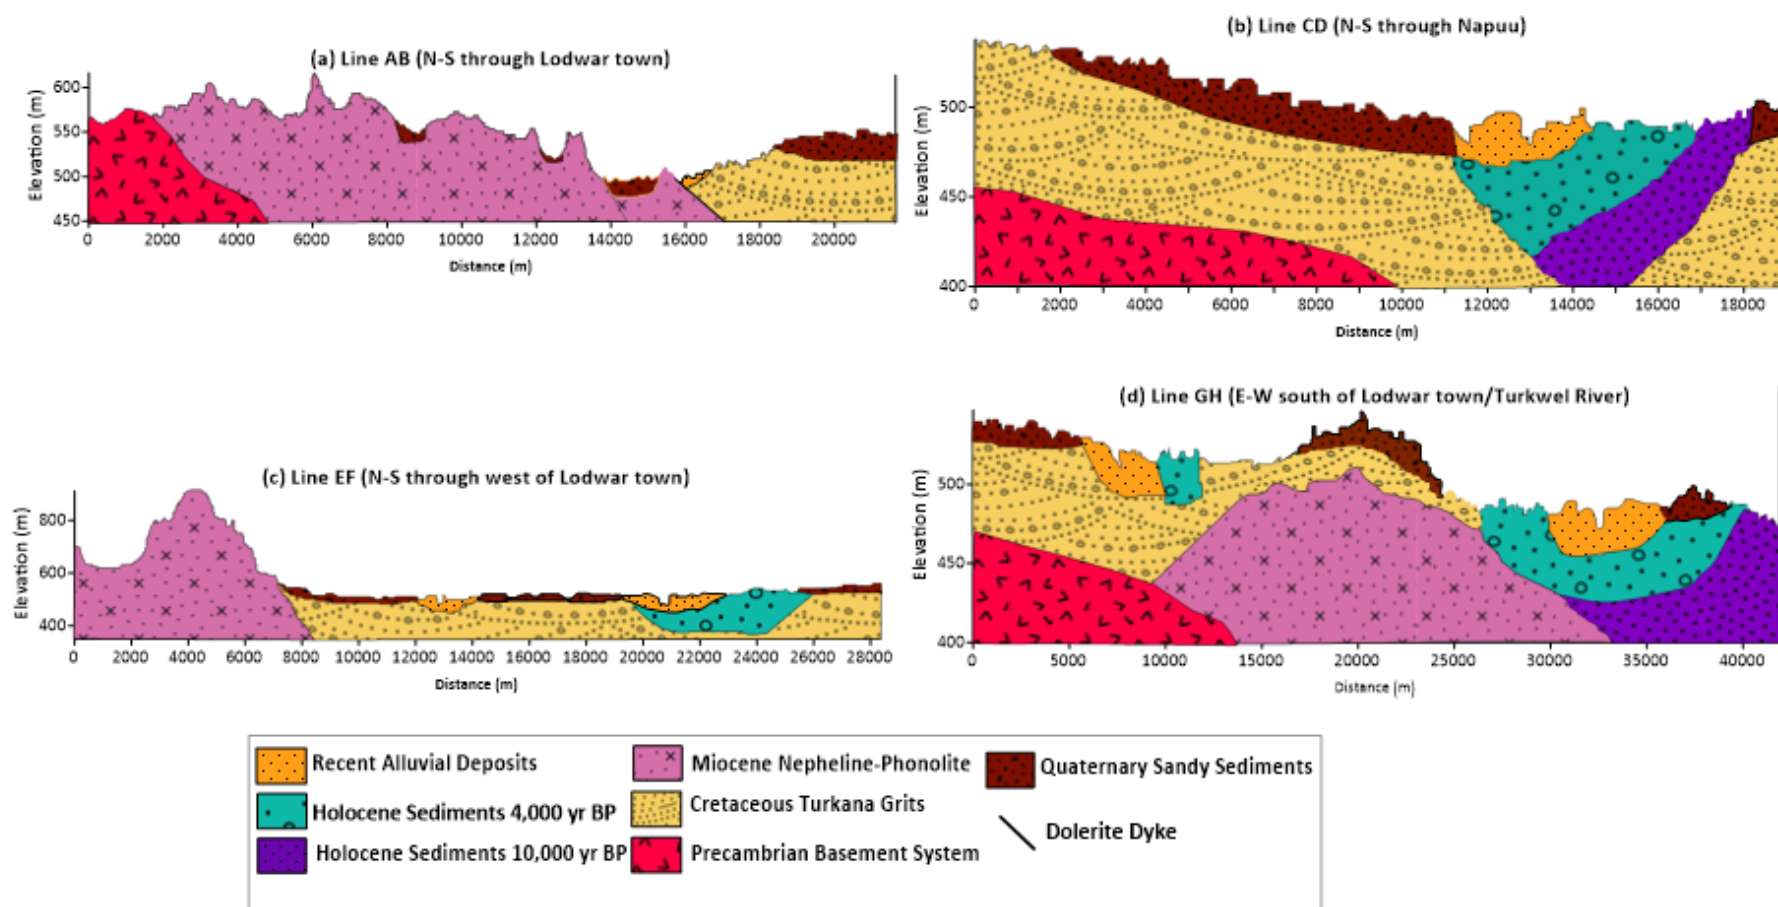 (a) Line AB (N-S through Lodwar town)
Elevation (m)
600
550
500
450
0 2000 4000 6000 8000 10000 12000 14000 16000 18000 20000
Distance (m)
(b) Line CD (N-S through Napuu)
Elevation (m)
500
450
400
0 2000 4000 6000 8000 10000 12000 14000 16000 18000
Distance (m)
(c) Line EF (N-S through west of Lodwar town)
Elevation (m)
800
600
400
0 2000 4000 6000 8000 10000 12000 14000 16000 18000 20000 22000 24000 26000 28000
Distance (m)
(d) Line GH (E-W south of Lodwar town/Turkwel River)
Elevation (m)
500
450
400
0 5000 10000 15000 20000 25000 30000 35000 40000
Distance (m)
Recent Alluvial Deposits
Holocene Sediments 4,000 yr BP
Holocene Sediments 10,000 yr BP
Miocene Nepheline-Phonolite
Cretaceous Turkana Grits
Precambrian Basement System
Quaternary Sandy Sediments
Dolerite Dyke